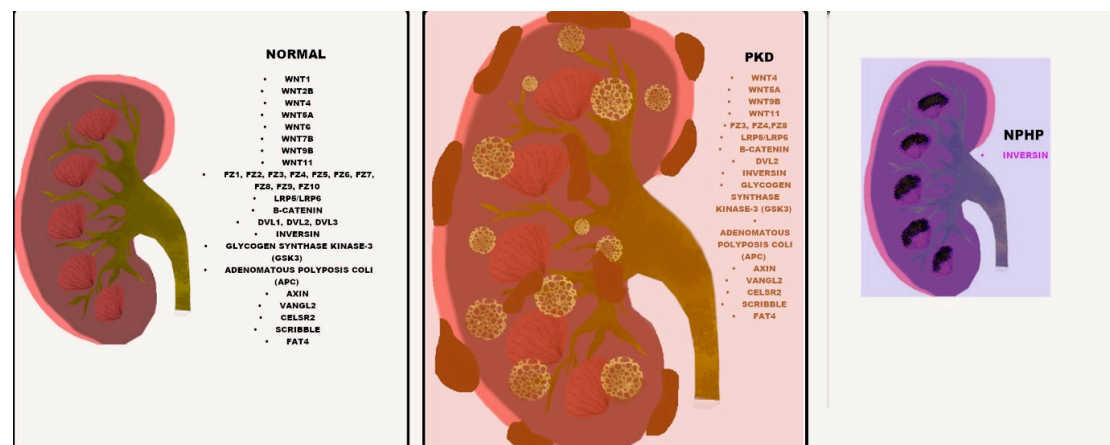 NORMAL
• WNT1
• WNT2B
• WNT4
• WNT5A
• WNT6
• WNT7B
• WNT9B
• WNT11
• FZ1, FZ2, FZ3, FZ4, FZ5, FZ6, FZ7,
FZ8, FZ9, FZ10
• LRP5/LRP6
• B-CATENIN
• DVL1, DVL2, DVL3
• INVERSIN
• GLYCOGEN SYNTHASE KINASE-3
(GSK3)
• ADENOMATOUS POLYPOSIS COLI
(APC)
• AXIN
• VANGL2
• CELSR2
• SCRIBBLE
• FAT4
PKD
• WNT4
• WNT5A
• WNT9B
• WNT11
• FZ3, FZ4,FZ8
• LRP5/LRP6
• B-CATENIN
• DVL2
• INVERSIN
• GLYCOGEN
SYNTHASE
KINASE-3 (GSK3)
•
ADENOMATOUS
POLYPOSIS COLI
(APC)
• AXIN
• VANGL2
• CELSR2
• SCRIBBLE
• FAT4
NPHP
• INVERSIN